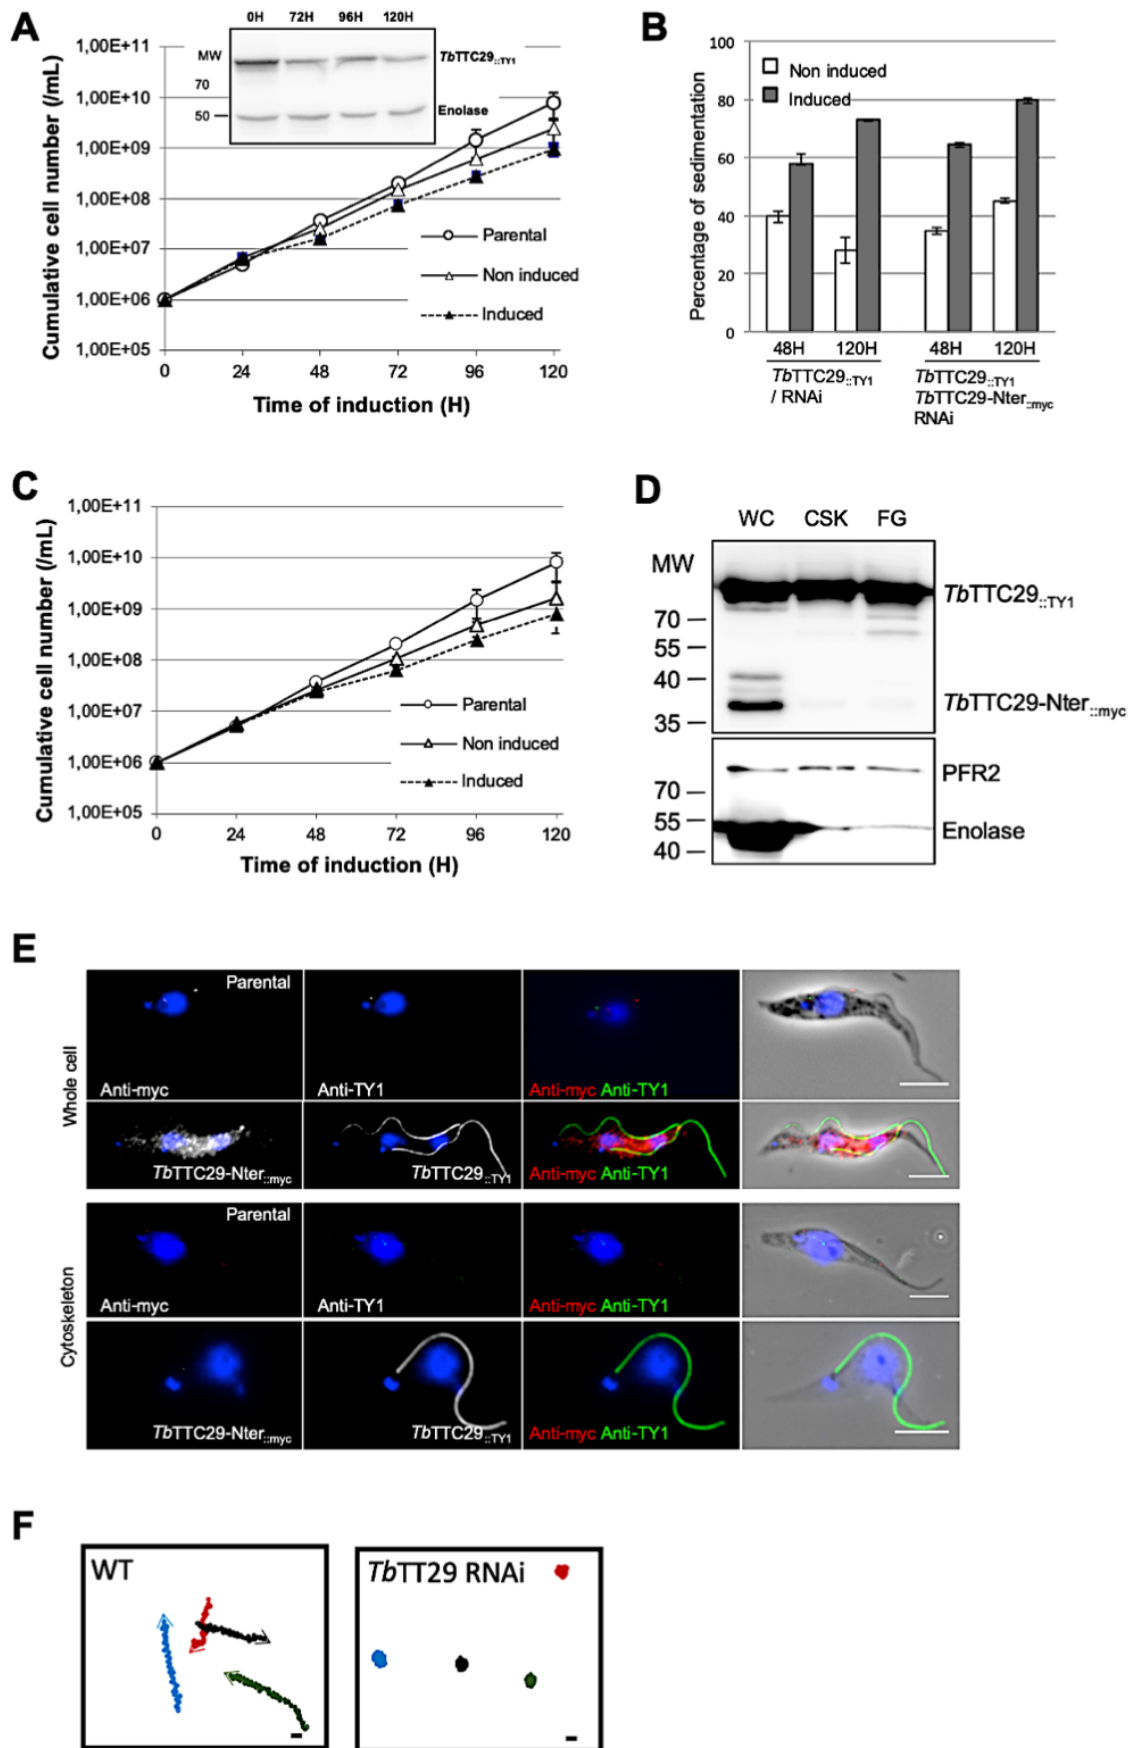 A
0H 72H 96H 120H
MW
70
50
TbTTC29::TY1
Enolase
1,00E+11
1,00E+10
1,00E+09
1,00E+08
1,00E+07
1,00E+06
1,00E+05
Cumulative cell number (/mL)
Parental
Non induced
Induced
0 24 48 72 96 120
Time of induction (H)
B
100
80
60
40
20
0
Percentage of sedimentation
Non induced
Induced
48H 120H 48H 120H
TbTTC29::TY1
/ RNAi
TbTTC29::TY1
TbTTC29-Nter::myc
RNAi
C
1,00E+11
1,00E+10
1,00E+09
1,00E+08
1,00E+07
1,00E+06
1,00E+05
Cumulative cell number (/mL)
Parental
Non induced
Induced
0 24 48 72 96 120
Time of induction (H)
D
WC CSK FG
MW
70
55
40
35
TbTTC29::TY1
TbTTC29-Nter::myc
70
55
40
PFR2
Enolase
E
Whole cell
Parental
Anti-myc
Anti-TY1
Anti-myc Anti-TY1
TbTTC29-Nter::myc
TbTTC29::TY1
Anti-myc Anti-TY1
Cytoskeleton
Parental
Anti-myc
Anti-TY1
Anti-myc Anti-TY1
TbTTC29-Nter::myc
TbTTC29::TY1
Anti-myc Anti-TY1
F
WT
TbTT29 RNAi